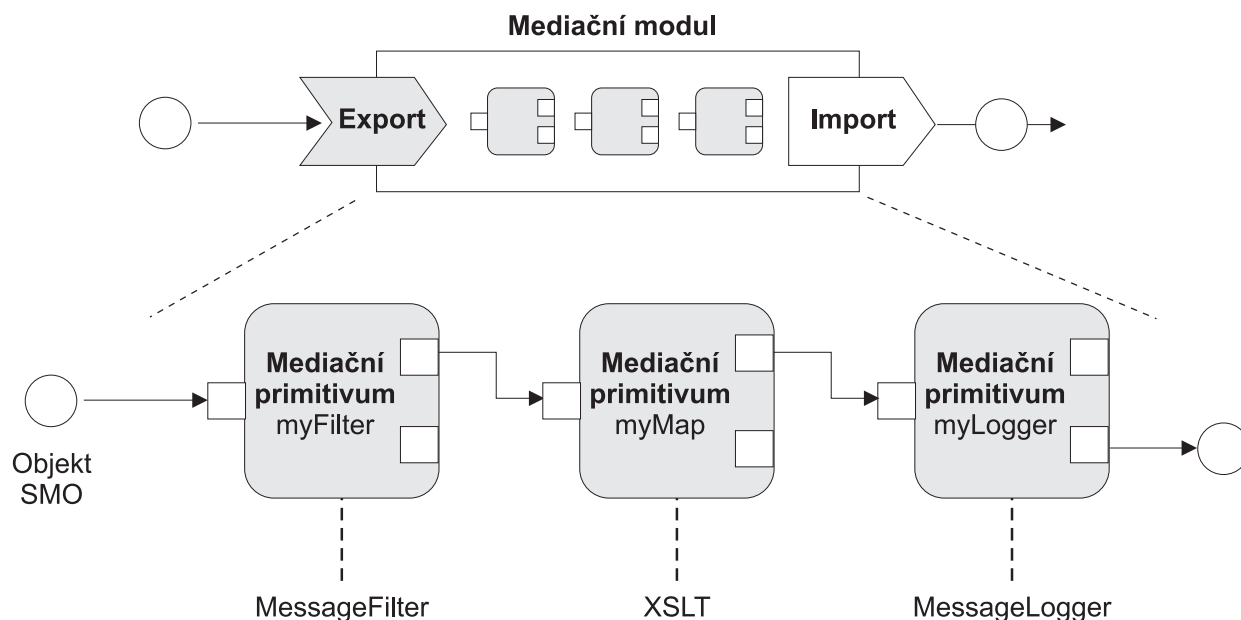 Mediační modul
Export
Import
Mediační
primitivum
myFilter
Mediační
primitivum
myMap
Mediační
primitivum
myLogger
Objekt
SMO
MessageFilter
XSLT
MessageLogger